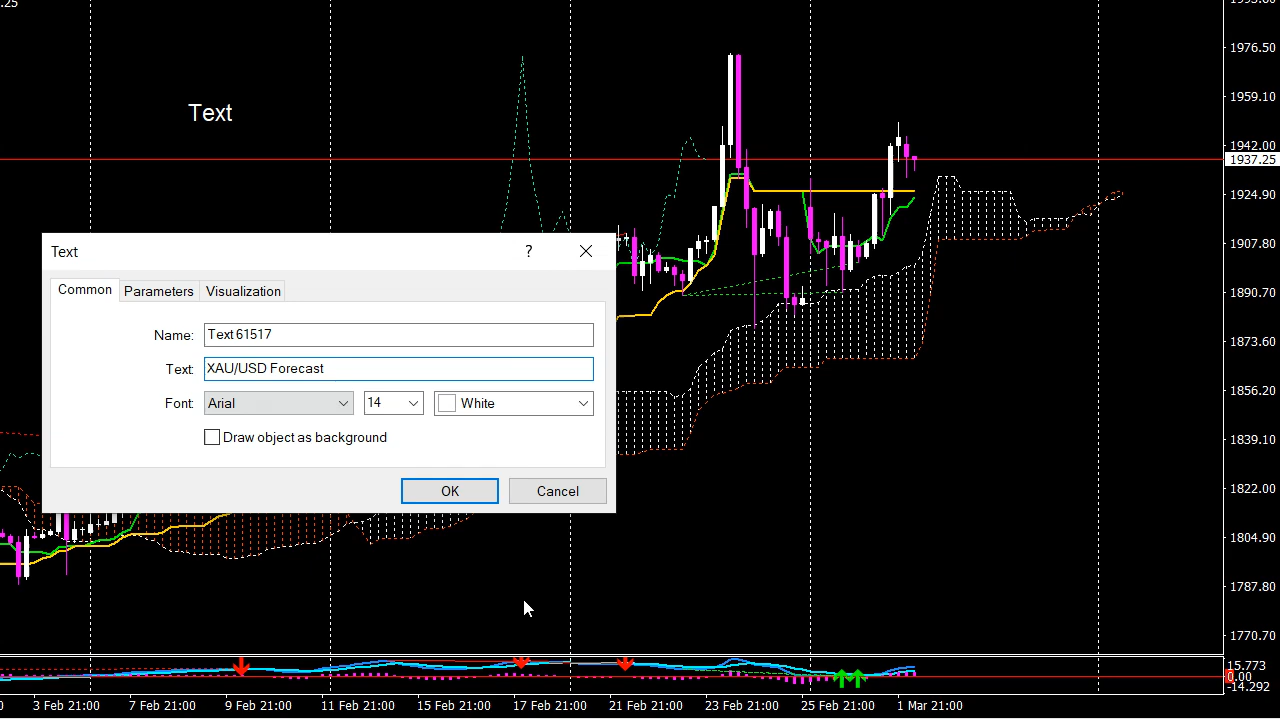 .25
Text
Text
?
Common
Parameters
Visualization
Name:
Text 61517
Text:
XAU/USD Forecast
Font:
Arial
14
White
Draw object as background
OK
Cancel
1976.50
1959.10
1942.00
1937.25
1924.90
1907.80
1890.70
1873.60
1856.20
1839.10
1822.00
1804.90
1787.80
1770.70
15.773
0.00
-14.292
3 Feb 21:00
7 Feb 21:00
9 Feb 21:00
11 Feb 21:00
15 Feb 21:00
17 Feb 21:00
21 Feb 21:00
23 Feb 21:00
25 Feb 21:00
1 Mar 21:00